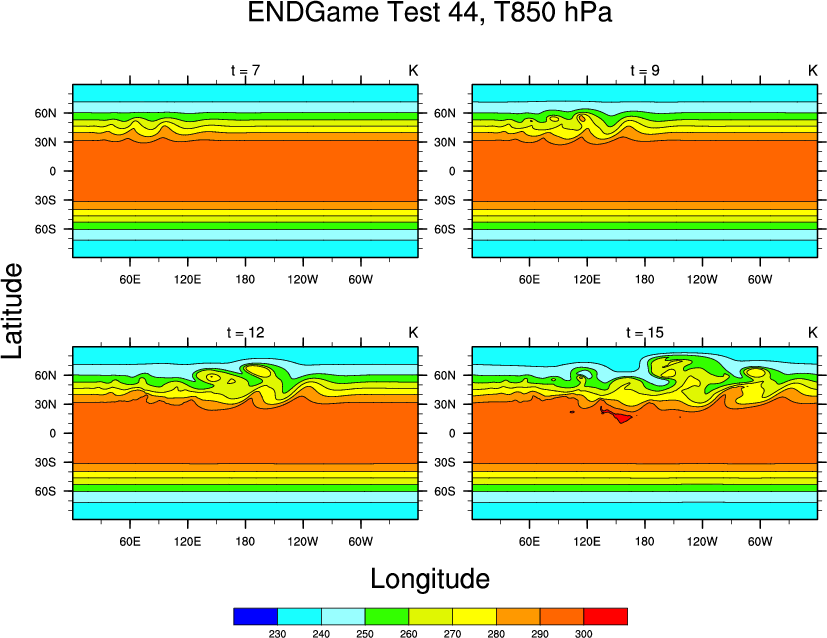 ENDGame Test 44, T850 hPa
t = 7 K
t = 9 K
60N
30N
0
30S
60S
60N
30N
0
30S
60S
60E 120E 180 120W 60W
60E 120E 180 120W 60W
Latitude
t = 12 K
t = 15 K
60N
30N
0
30S
60S
60N
30N
0
30S
60S
60E 120E 180 120W 60W
60E 120E 180 120W 60W
Longitude
230 240 250 260 270 280 290 300